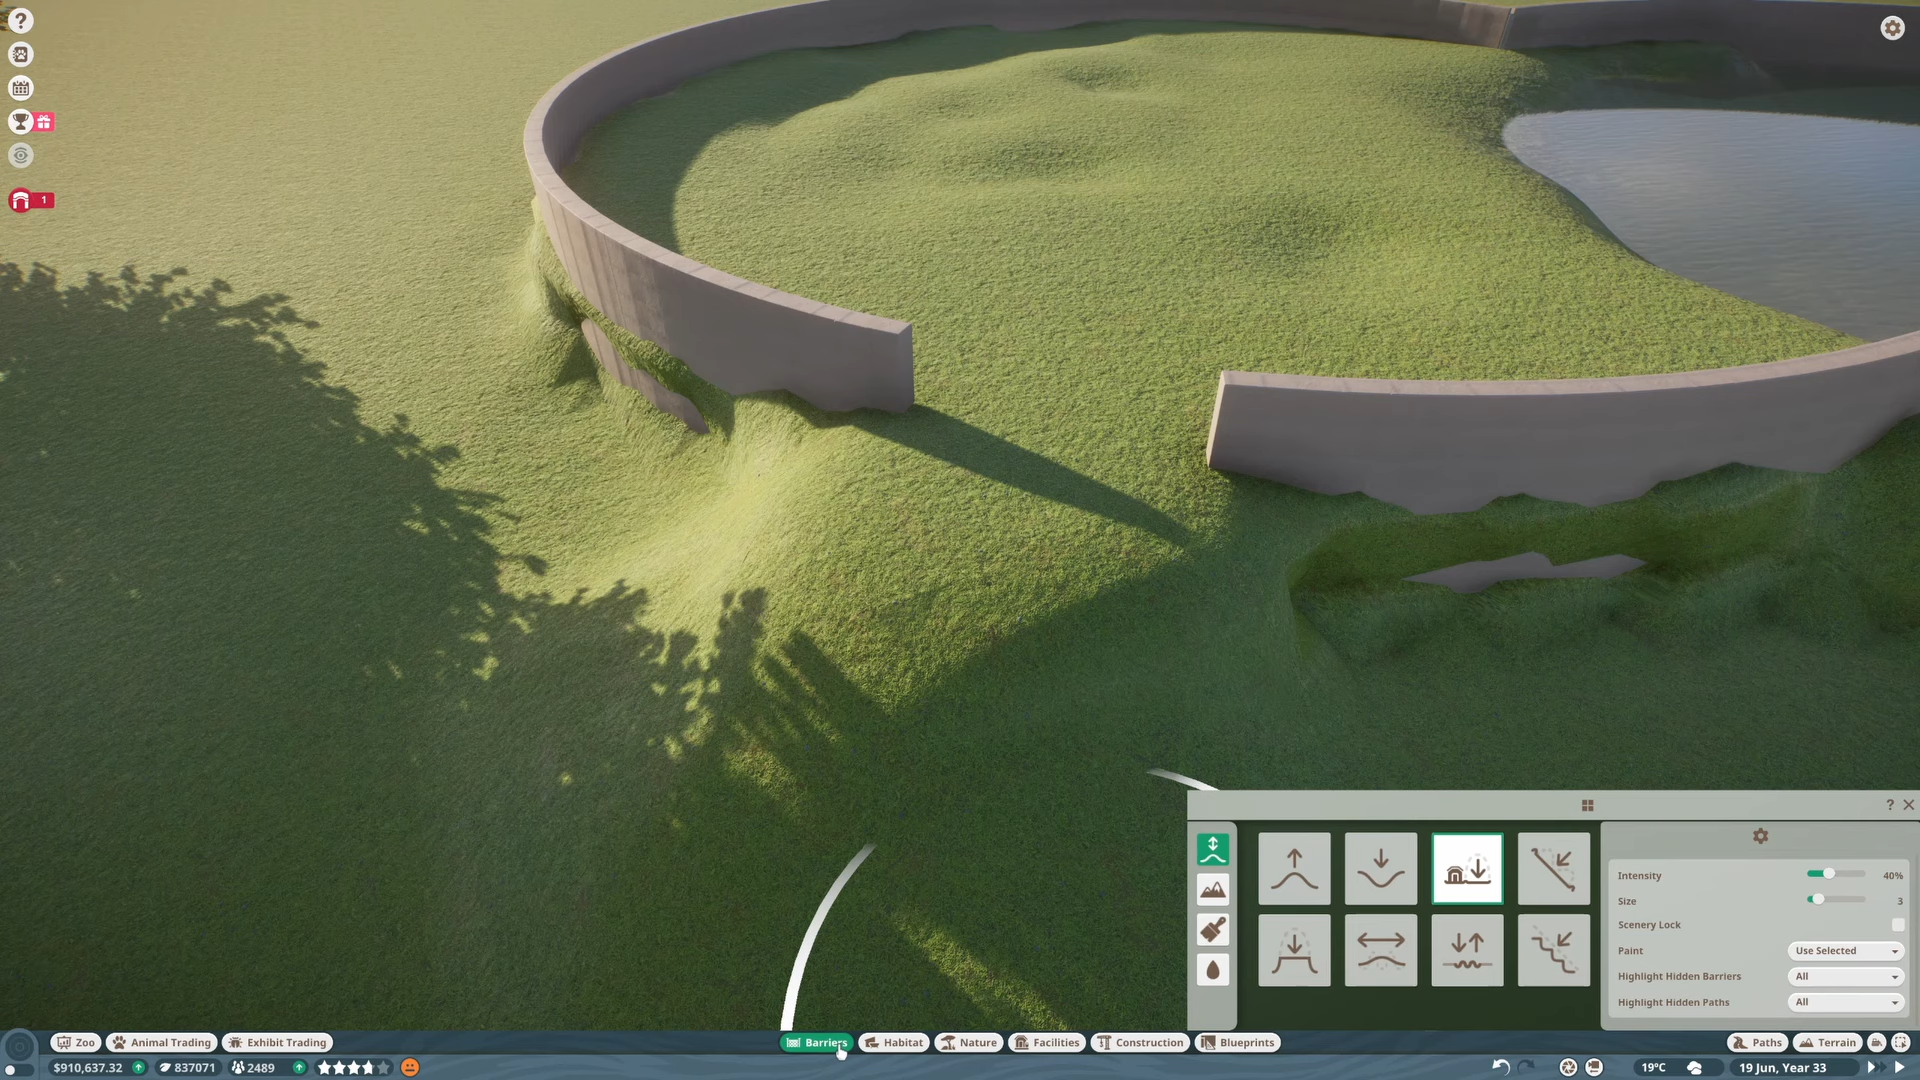 ?
1
? 
Intensity 40%
Size 3
Scenery Lock
Paint Use Selected
Highlight Hidden Barriers All
Highlight Hidden Paths All
Zoo Animal Trading Exhibit Trading Barriers Habitat Nature Facilities Construction Blueprints Paths Terrain
$910,637.32 837071 2489 19°C 19 Jun, Year 33